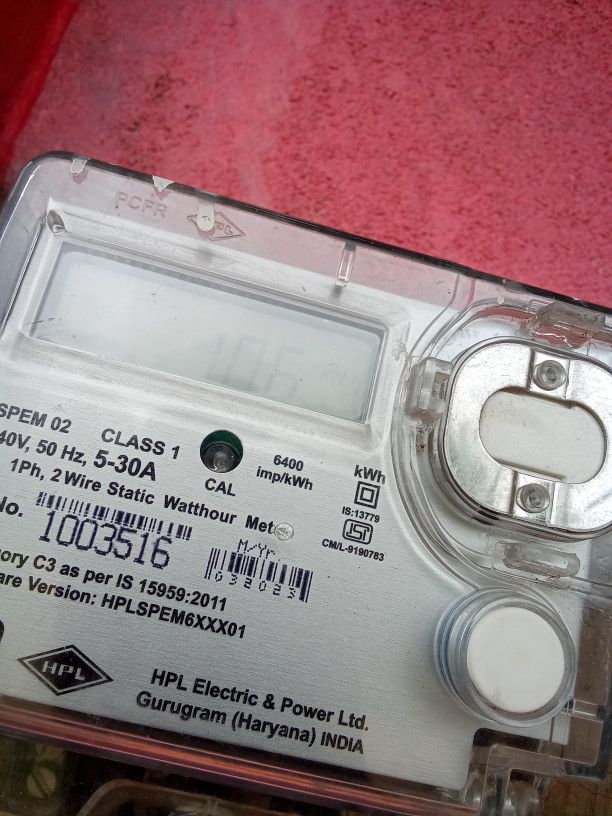 PCFR HPL
SPEM 02 CLASS 1
40V, 50 Hz, 5-30A
CAL
6400
imp/kWh
kWh
IS:13779
CM/L-9190783
1Ph, 2 Wire Static Watthour Met
No. 1003516
M/Yr.
032023
ory C3 as per IS 15959:2011
are Version: HPLSPEM6XXX01
HPL
HPL Electric & Power Ltd.
Gurugram (Haryana) INDIA